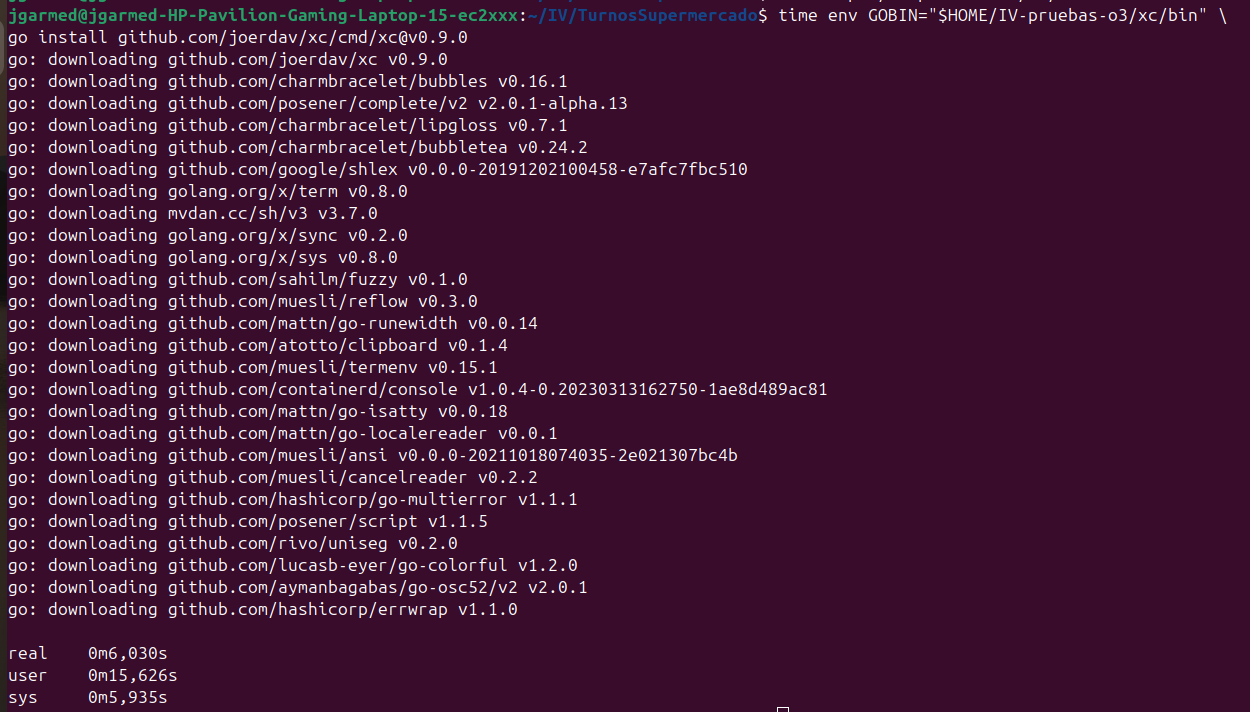 jgarmed@jgarmed-HP-Pavilion-Gaming-Laptop-15-ec2xxx:~/IV/TurnosSupermercado$ time env GOBIN="$HOME/IV-pruebas-o3/xc/bin" \
go install github.com/joerdav/xc/cmd/xc@v0.9.0
go: downloading github.com/joerdav/xc v0.9.0
go: downloading github.com/charmbracelet/bubbles v0.16.1
go: downloading github.com/posener/complete/v2 v2.0.1-alpha.13
go: downloading github.com/charmbracelet/lipgloss v0.7.1
go: downloading github.com/charmbracelet/bubbletea v0.24.2
go: downloading github.com/google/shlex v0.0.0-20191202100458-e7afc7fbc510
go: downloading golang.org/x/term v0.8.0
go: downloading mvdan.cc/sh/v3 v3.7.0
go: downloading golang.org/x/sync v0.2.0
go: downloading golang.org/x/sys v0.8.0
go: downloading github.com/sahilm/fuzzy v0.1.0
go: downloading github.com/muesli/reflow v0.3.0
go: downloading github.com/mattn/go-runewidth v0.0.14
go: downloading github.com/atotto/clipboard v0.1.4
go: downloading github.com/muesli/termenv v0.15.1
go: downloading github.com/containerd/console v1.0.4-0.20230313162750-1ae8d489ac81
go: downloading github.com/mattn/go-isatty v0.0.18
go: downloading github.com/mattn/go-localereader v0.0.1
go: downloading github.com/muesli/ansi v0.0.0-20211018074035-2e021307bc4b
go: downloading github.com/muesli/cancelreader v0.2.2
go: downloading github.com/hashicorp/go-multierror v1.1.1
go: downloading github.com/posener/script v1.1.5
go: downloading github.com/rivo/uniseg v0.2.0
go: downloading github.com/lucasb-eyer/go-colorful v1.2.0
go: downloading github.com/aymanbagabas/go-osc52/v2 v2.0.1
go: downloading github.com/hashicorp/errwrap v1.1.0
real    0m6,030s
user    0m15,626s
sys     0m5,935s